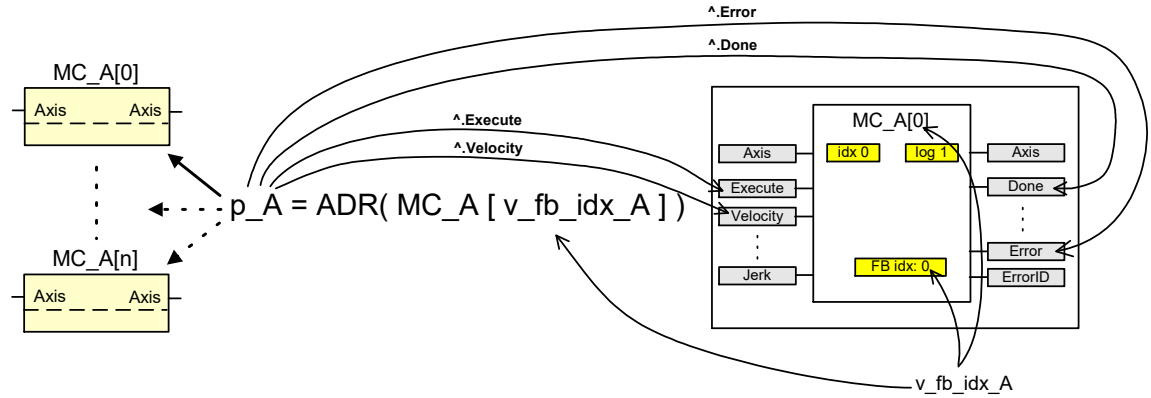 ^.Error
^.Done
MC_A[0]
Axis Axis
^.Execute
^.Velocity
p_A = ADR( MC_A [ v_fb_idx_A ] )
MC_A[n]
Axis Axis
MC_A[0]
Axis idx 0 log 1 Axis
Execute Done
Velocity
Error
FB idx: 0
Jerk ErrorID
v_fb_idx_A